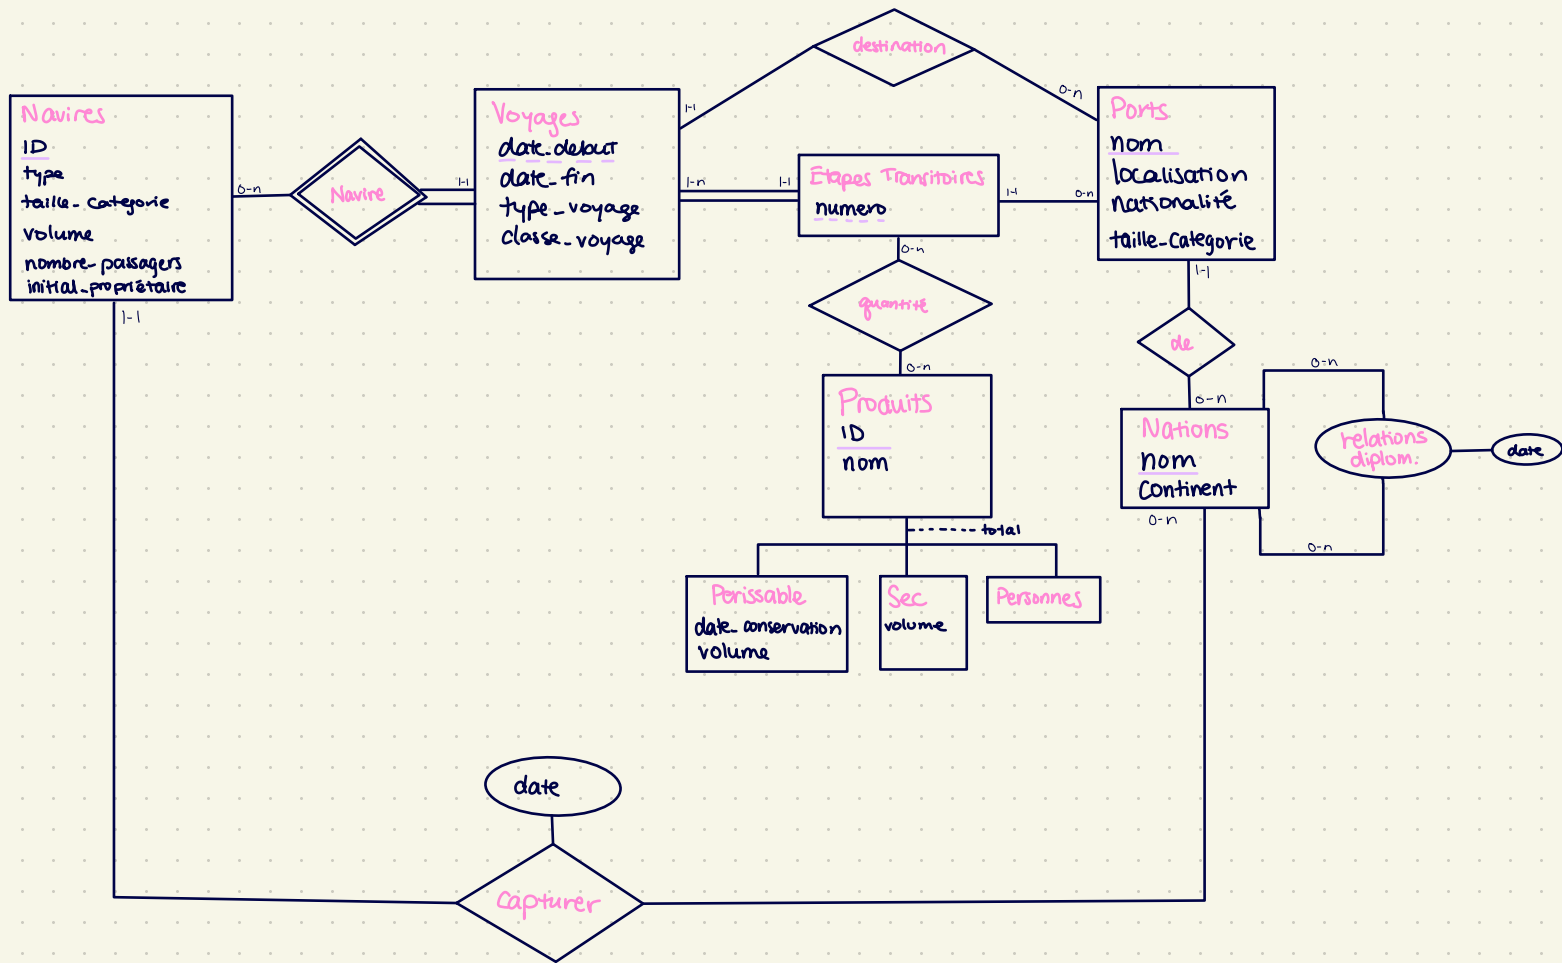 destination
Navires
ID
type
taille_categorie
volume
nombre_passagers
initial_propriétaire
0-n
Navire
1-1
Voyages
date_debut
date_fin
type_voyage
classe_voyage
1-1
0-n
1-n
1-1
Etapes Transitoires
numero
1-1
0-n
Ports
nom
localisation
nationalité
taille_categorie
0-n
quantité
0-n
1-1
de
0-n
Produits
ID
nom
total
Perissable
date_conservation
volume
Sec
volume
Personnes
Nations
nom
Continent
0-n
0-n
relations
diplom.
date
0-n
1-1
date
Capturer